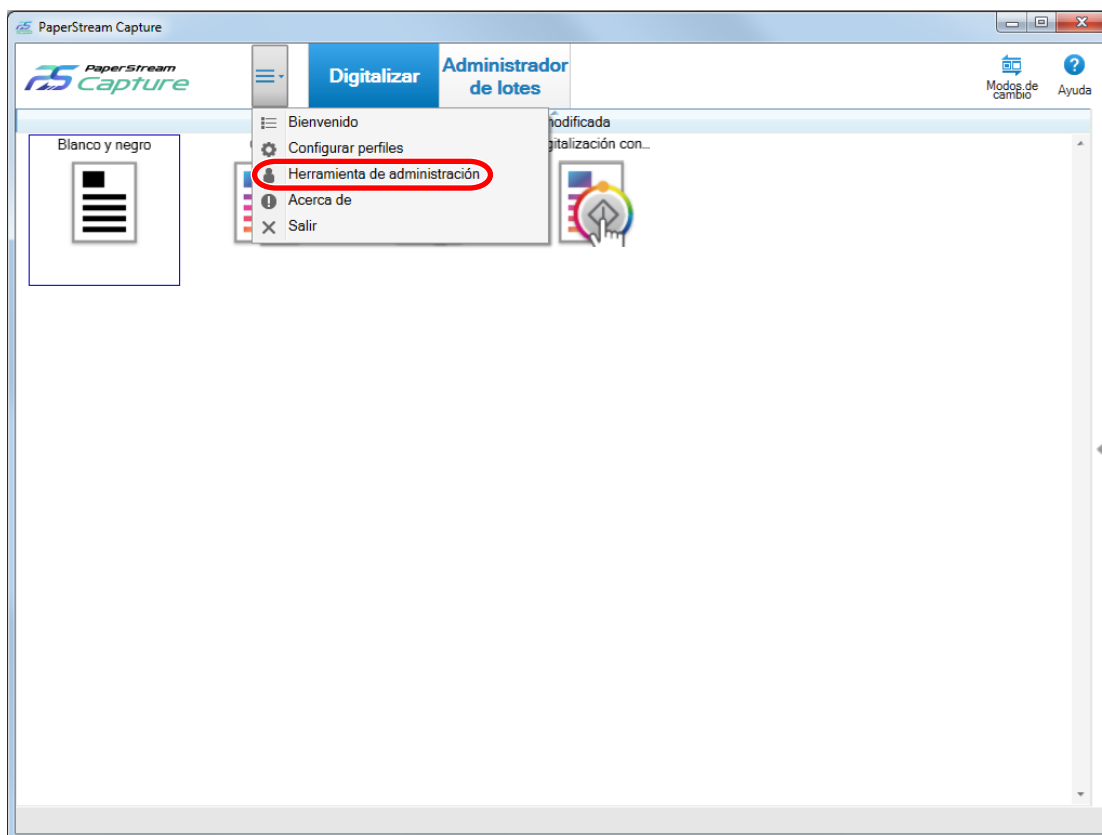 PaperStream Capture
PaperStream
Capture
Digitalizar
Administrador
de lotes
Modos de
cambio
Ayuda
Bienvenido
Configurar perfiles
Herramienta de administración
Acerca de
Salir
modificada
Blanco y negro
gitalización con...